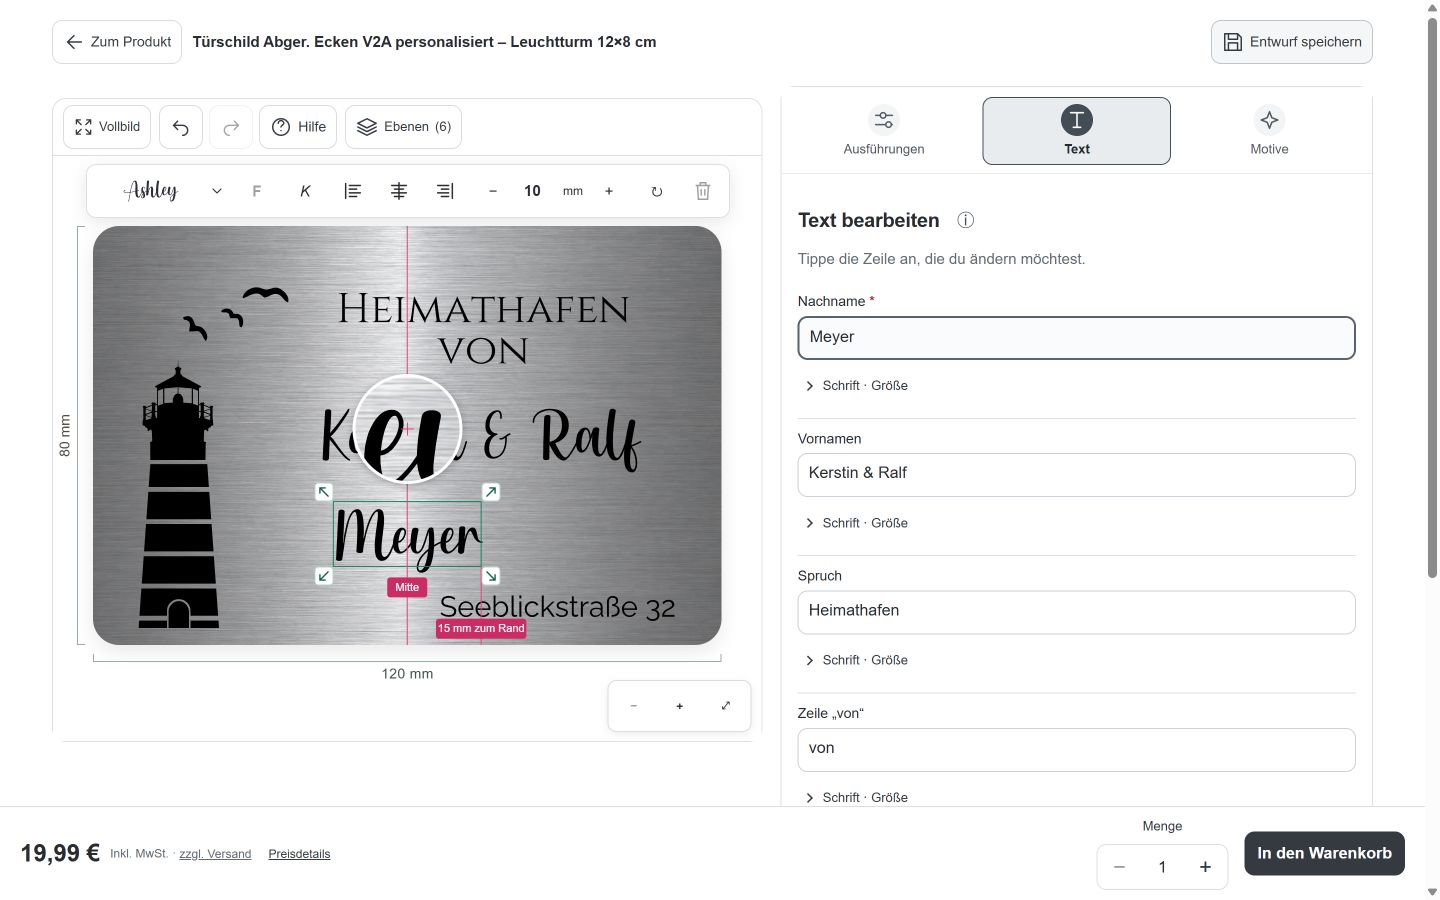 Zum Produkt
Türschild Abger. Ecken V2A personalisiert – Leuchtturm 12×8 cm
Entwurf speichern
Vollbild
Hilfe
Ebenen (6)
Ashley
F
K
− 10 mm +
Ausführungen
Text
Motive
Heimathafen
von
& Ralf
Meyer
Mitte
Seeblickstraße 32
15 mm zum Rand
80 mm
120 mm
− +
Text bearbeiten
Tippe die Zeile an, die du ändern möchtest.
Nachname *
Meyer
Schrift · Größe
Vornamen
Kerstin & Ralf
Schrift · Größe
Spruch
Heimathafen
Schrift · Größe
Zeile „von“
von
Schrift · Größe
19,99 € Inkl. MwSt. · zzgl. Versand Preisdetails
Menge
− 1 +
In den Warenkorb